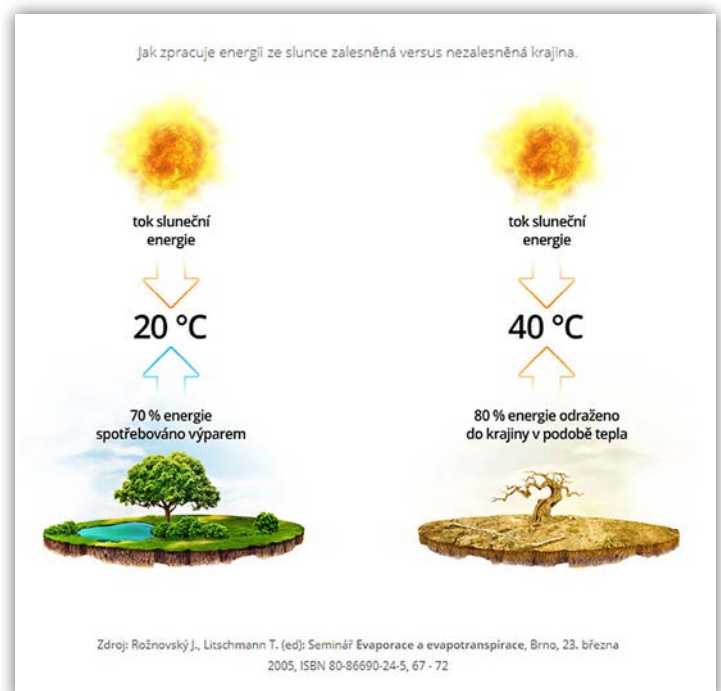 Jak zpracuje energii ze slunce zalesněná versus nezalesněná krajina.
tok sluneční
energie
20 °C
70 % energie
spotřebováno výparem
tok sluneční
energie
40 °C
80 % energie odraženo
do krajiny v podobě tepla
Zdroj: Rožnovský J., Litschmann T. (ed): Seminář Evaporace a evapotranspirace, Brno, 23. března
2005, ISBN 80-86690-24-5, 67 - 72